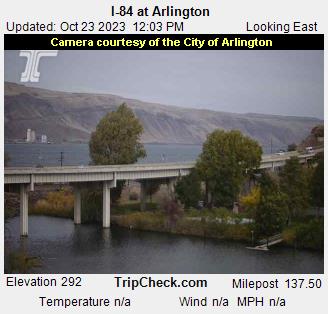 I-84 at Arlington
Updated: Oct 23 2023 12:03 PM Looking East
Camera courtesy of the City of Arlington
Elevation 292 TripCheck.com Milepost 137.50
Temperature n/a Wind n/a MPH n/a